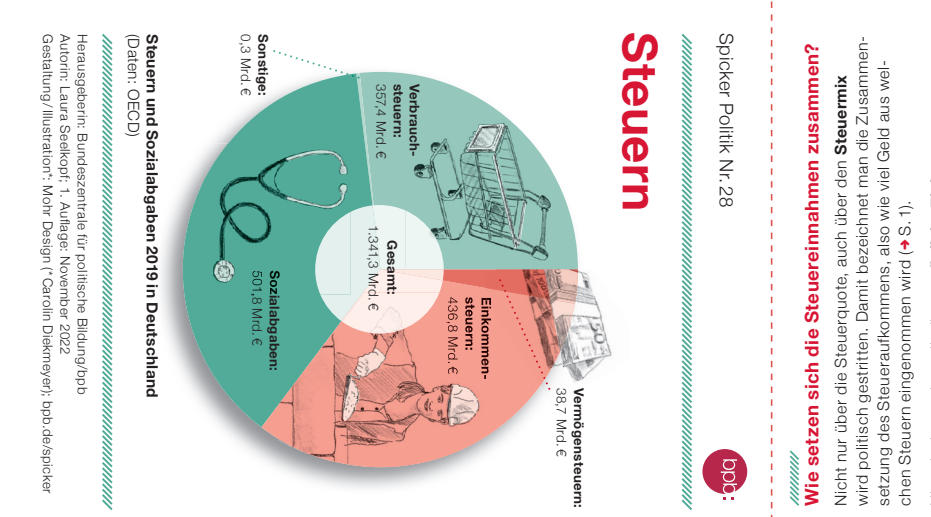 Spicker Politik Nr. 28
bpb:
Steuern
Vermögensteuern:
38,7 Mrd. €
Einkommen-
steuern:
436,8 Mrd. €
Verbrauch-
steuern:
357,4 Mrd. €
Gesamt:
1.341,3 Mrd. €
Sozialabgaben:
501,8 Mrd. €
Sonstige:
0,3 Mrd. €
Steuern und Sozialabgaben 2019 in Deutschland
(Daten: OECD)
Herausgeberin: Bundeszentrale für politische Bildung/bpb
Autorin: Laura Seelkopf; 1. Auflage: November 2022
Gestaltung/Illustration*: Mohr Design (*Carolin Diekmeyer); bpb.de/spicker
Wie setzen sich die Steuereinnahmen zusammen?
Nicht nur über die Steuerquote, auch über den Steuermix
wird politisch gestritten. Damit bezeichnet man die Zusammen-
setzung des Steueraufkommens, also wie viel Geld aus wel-
chen Steuern eingenommen wird (➔ S. 1).